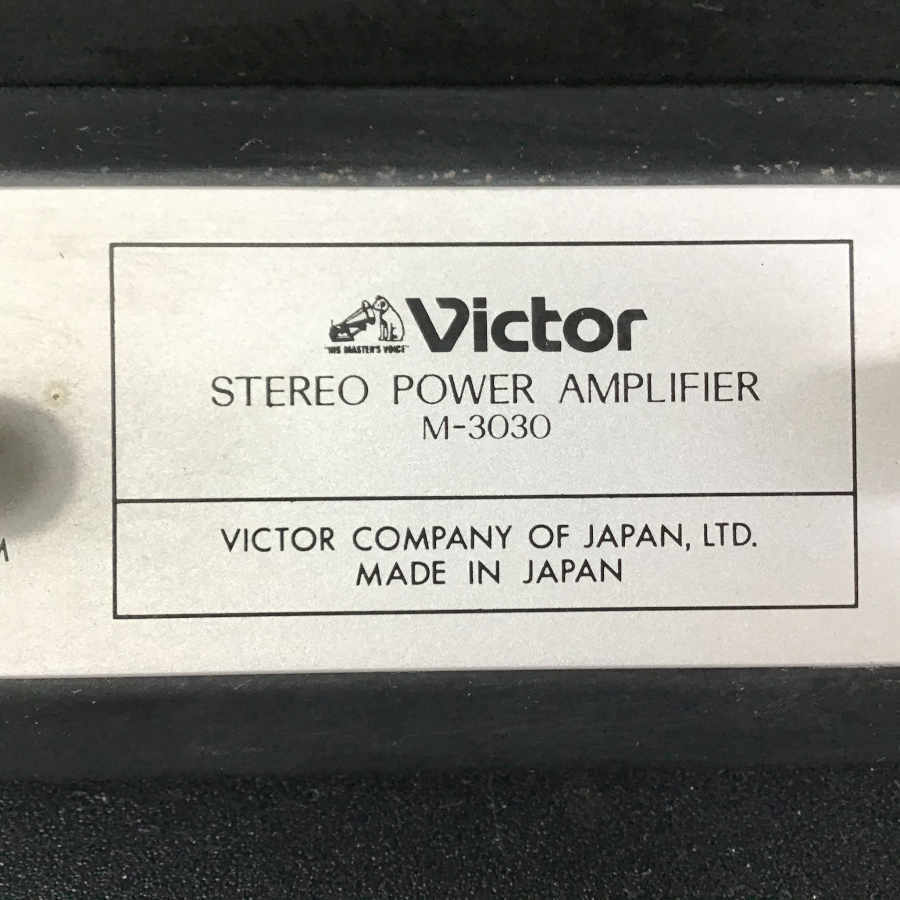 "HIS MASTER'S VOICE" Victor
STEREO POWER AMPLIFIER
M-3030
VICTOR COMPANY OF JAPAN, LTD.
MADE IN JAPAN
M